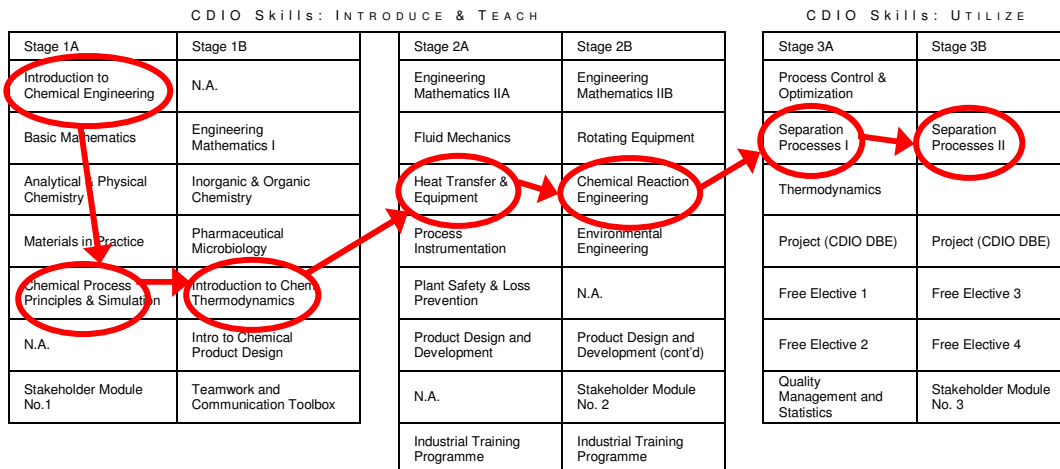 CDIO Skills: INTRODUCE & TEACH
CDIO Skills: UTILIZE
Stage 1A
Stage 1B
Introduction to
Chemical Engineering
N.A.
Basic Mathematics
Engineering
Mathematics I
Analytical & Physical
Chemistry
Inorganic & Organic
Chemistry
Materials in Practice
Pharmaceutical
Microbiology
Chemical Process
Principles & Simulation
Introduction to Chem
Thermodynamics
N.A.
Intro to Chemical
Product Design
Stakeholder Module
No.1
Teamwork and
Communication Toolbox
Stage 2A
Stage 2B
Engineering
Mathematics IIA
Engineering
Mathematics IIB
Fluid Mechanics
Rotating Equipment
Heat Transfer &
Equipment
Chemical Reaction
Engineering
Process
Instrumentation
Environmental
Engineering
Plant Safety & Loss
Prevention
N.A.
Product Design and
Development
Product Design and
Development (cont'd)
N.A.
Stakeholder Module
No. 2
Industrial Training
Programme
Industrial Training
Programme
Stage 3A
Stage 3B
Process Control &
Optimization
Separation
Processes I
Separation
Processes II
Thermodynamics
Project (CDIO DBE)
Project (CDIO DBE)
Free Elective 1
Free Elective 3
Free Elective 2
Free Elective 4
Quality
Management and
Statistics
Stakeholder Module
No. 3